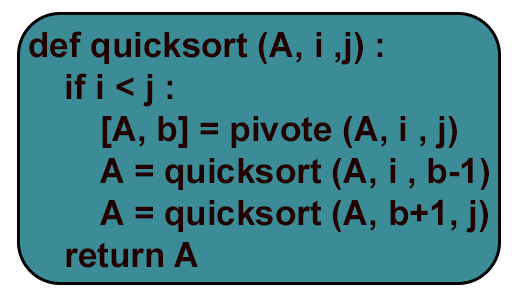 def quicksort (A, i ,j) :
if i < j :
[A, b] = pivote (A, i , j)
A = quicksort (A, i , b-1)
A = quicksort (A, b+1, j)
return A